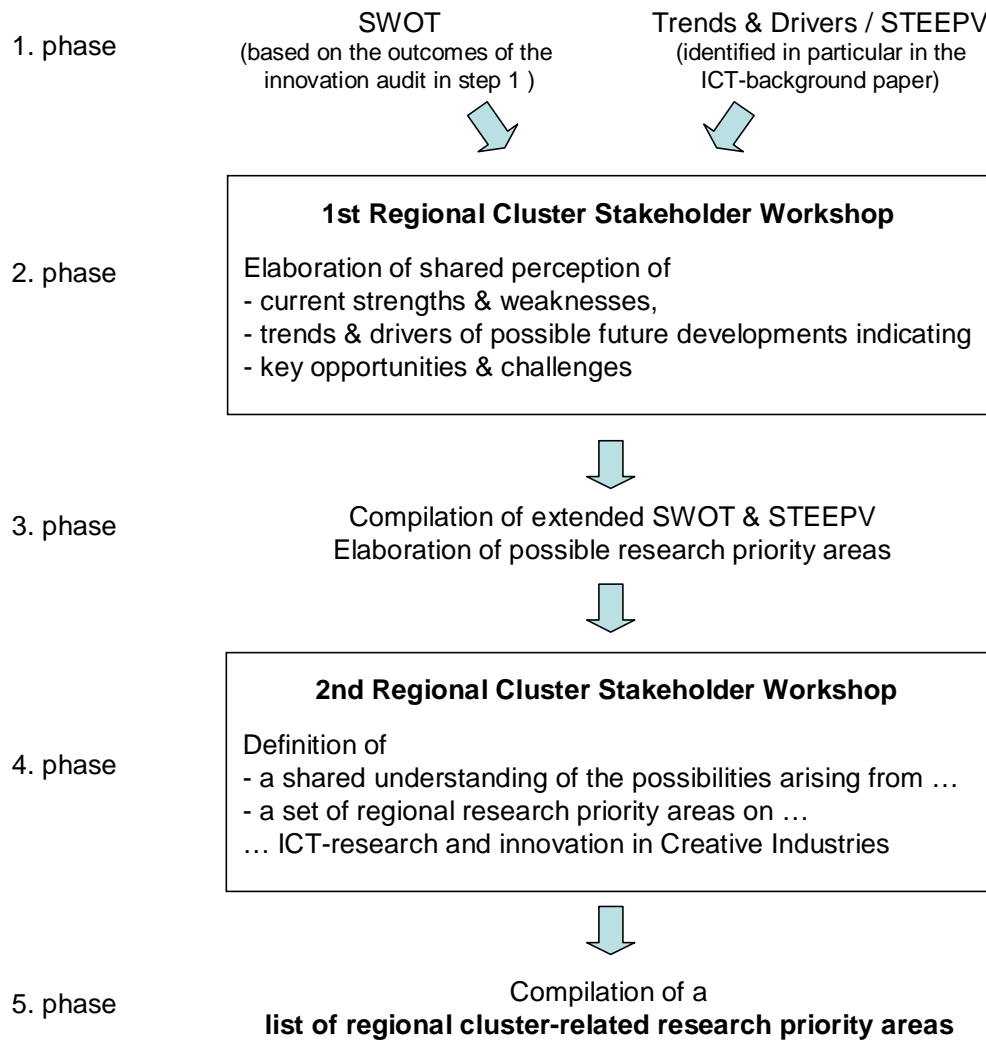 1. phase
SWOT
(based on the outcomes of the
innovation audit in step 1 )
Trends & Drivers / STEEPV
(identified in particular in the
ICT-background paper)
2. phase
1st Regional Cluster Stakeholder Workshop
Elaboration of shared perception of
- current strengths & weaknesses,
- trends & drivers of possible future developments indicating
- key opportunities & challenges
3. phase
Compilation of extended SWOT & STEEPV
Elaboration of possible research priority areas
4. phase
2nd Regional Cluster Stakeholder Workshop
Definition of
- a shared understanding of the possibilities arising from …
- a set of regional research priority areas on …
… ICT-research and innovation in Creative Industries
5. phase
Compilation of a
list of regional cluster-related research priority areas